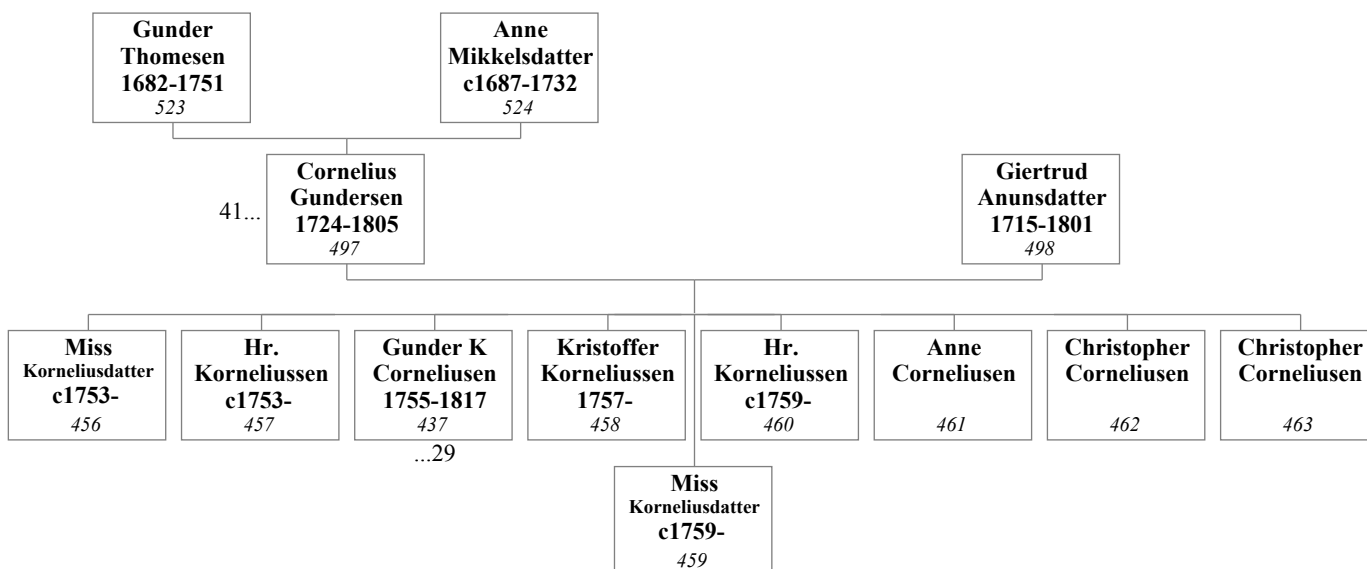 Gunder
Thomesen
1682-1751
523
Anne
Mikkelsdatter
c1687-1732
524
41...
Cornelius
Gundersen
1724-1805
497
Giertrud
Anunsdatter
1715-1801
498
Miss
Korneliusdatter
c1753-
456
Hr.
Korneliussen
c1753-
457
Gunder K
Corneliusen
1755-1817
437
...29
Kristoffer
Korneliussen
1757-
458
Hr.
Korneliussen
c1759-
460
Anne
Corneliusen
461
Christopher
Corneliusen
462
Christopher
Corneliusen
463
Miss
Korneliusdatter
c1759-
459